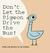 Don't
Let the
Pigeon
Drive
the
Bus!